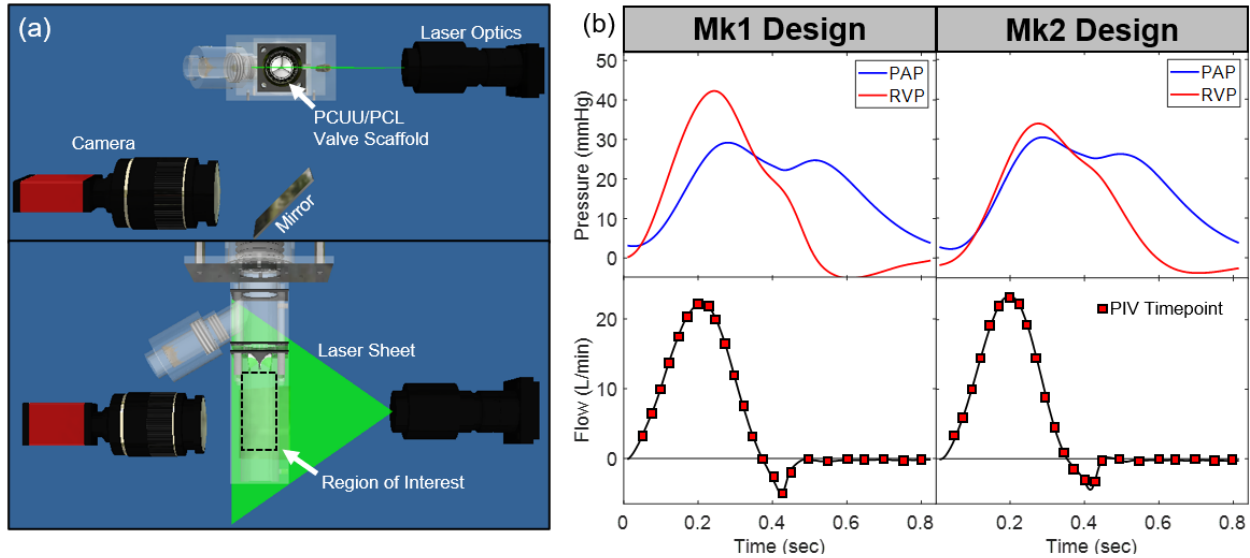 (a)
Laser Optics
PCUU/PCL
Valve Scaffold
Camera
Mirror
Laser Sheet
Region of Interest
(b)
Mk1 Design
Mk2 Design
Pressure (mmHg)
50
40
30
20
10
0
PAP
RVP
PAP
RVP
Flow (L/min)
20
10
0
PIV Timepoint
0
0.2
0.4
0.6
0.8
0.2
0.4
0.6
0.8
Time (sec)
Time (sec)